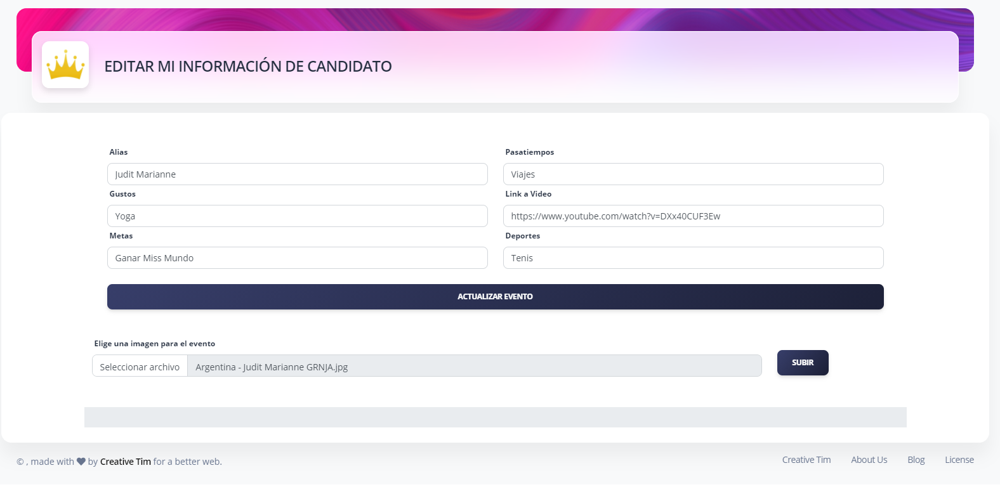 EDITAR MI INFORMACIÓN DE CANDIDATO
Alias
Pasatiempos
Judit Marianne
Viajes
Gustos
Link a Video
Yoga
https://www.youtube.com/watch?v=DXx40CUF3Ew
Metas
Deportes
Ganar Miss Mundo
Tenis
ACTUALIZAR EVENTO
Elige una imagen para el evento
Seleccionar archivo
Argentina - Judit Marianne GRNJA.jpg
SUBIR
© , made with ♥ by Creative Tim for a better web.
Creative Tim
About Us
Blog
License